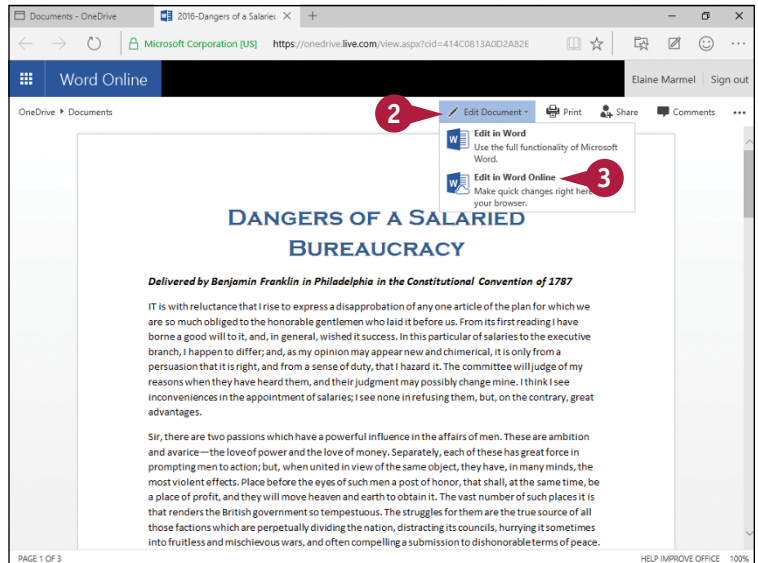 Documents - OneDrive
2016-Dangers of a Salaried
Microsoft Corporation [US] https://onedrive.live.com/view.aspx?cid=414C0813A0D2A82E
Word Online
Elaine Marmel Sign out
OneDrive Documents
2
Edit Document
Print
Share
Comments
Edit in Word
Use the full functionality of Microsoft
Word.
Edit in Word Online
3
Make quick changes right here
your browser.
DANGERS OF A SALARIED
BUREAUCRACY
Delivered by Benjamin Franklin in Philadelphia in the Constitutional Convention of 1787
IT is with reluctance that I rise to express a disapprobation of any one article of the plan for which we
are so much obliged to the honorable gentlemen who laid it before us. From its first reading I have
borne a good will to it, and, in general, wished it success. In this particular of salaries to the executive
branch, I happen to differ; and, as my opinion may appear new and chimerical, it is only from a
persuasion that it is right, and from a sense of duty, that I hazard it. The committee will judge of my
reasons when they have heard them, and their judgment may possibly change mine. I think I see
inconveniences in the appointment of salaries; I see none in refusing them, but, on the contrary, great
advantages.
Sir, there are two passions which have a powerful influence in the affairs of men. These are ambition
and avarice—the love of power and the love of money. Separately, each of these has great force in
prompting men to action; but, when united in view of the same object, they have, in many minds, the
most violent effects. Place before the eyes of such men a post of honor, that shall, at the same time, be
a place of profit, and they will move heaven and earth to obtain it. The vast number of such places it is
that renders the British government so tempestuous. The struggles for them are the true source of all
those factions which are perpetually dividing the nation, distracting its councils, hurrying it sometimes
into fruitless and mischievous wars, and often compelling a submission to dishonorable terms of peace.
PAGE 1 OF 3
HELP IMPROVE OFFICE 100%